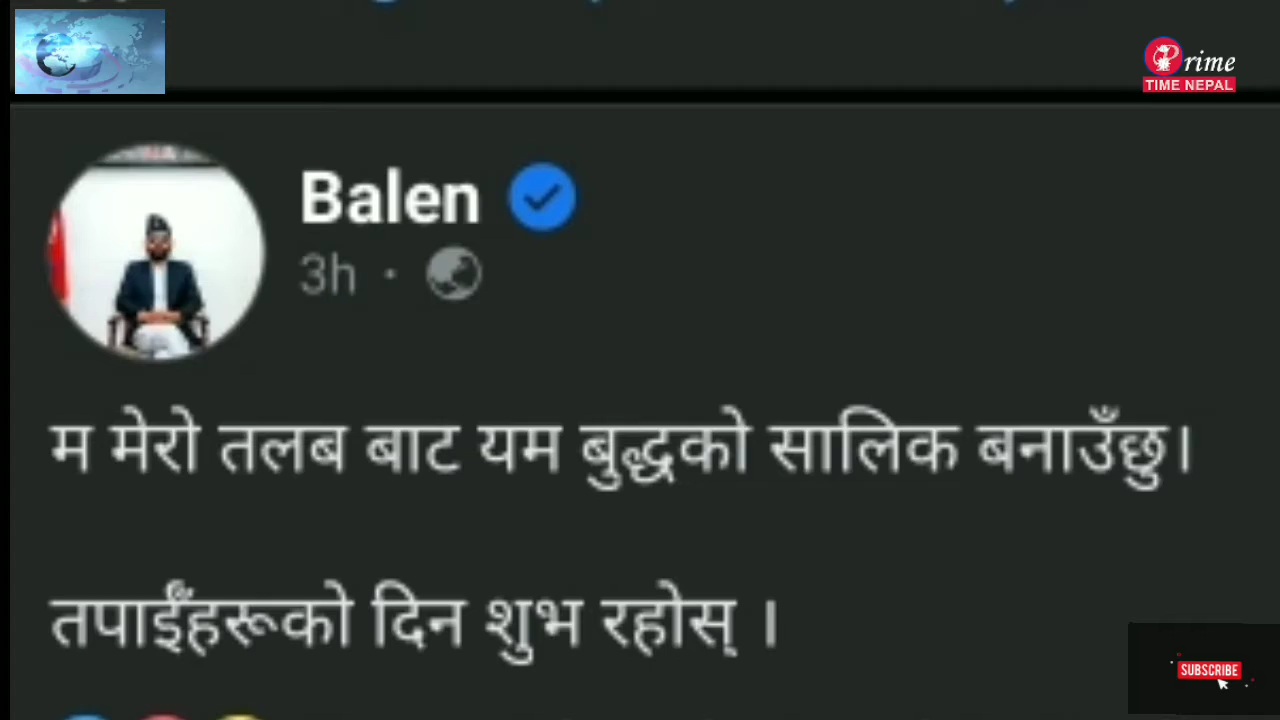 Prime
TIME NEPAL
Balen
3h ·
म मेरो तलब बाट यम बुद्धको सालिक बनाउँछु।
तपाईँहरूको दिन शुभ रहोस् ।
SUBSCRIBE